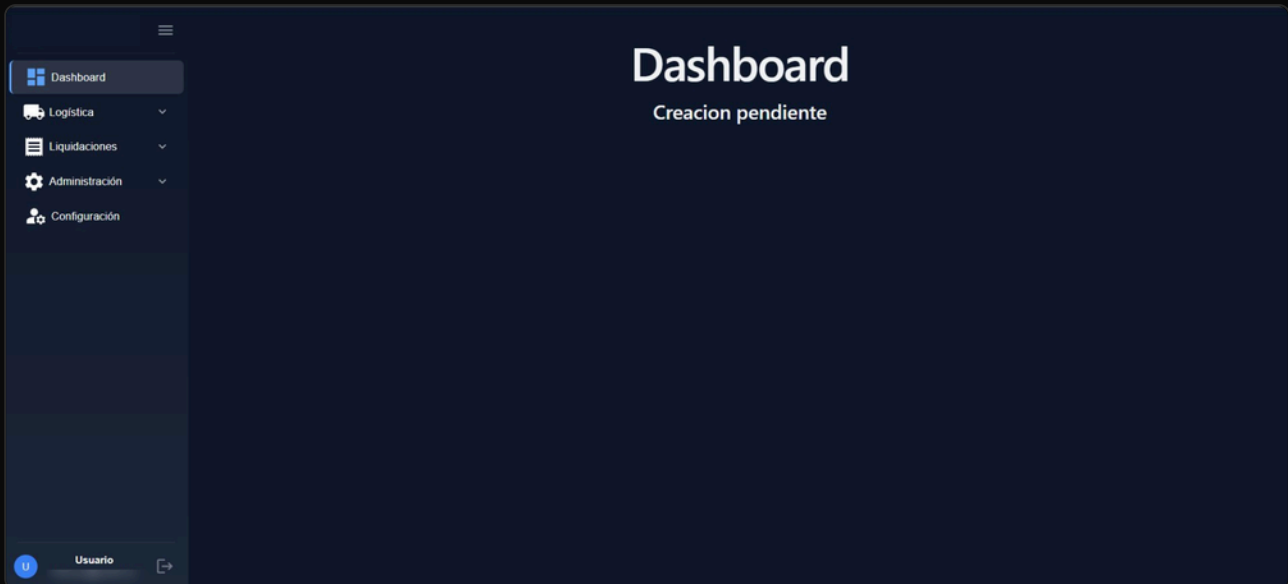 Dashboard
Logística
Liquidaciones
Administración
Configuración
U
Usuario
Dashboard
Creacion pendiente